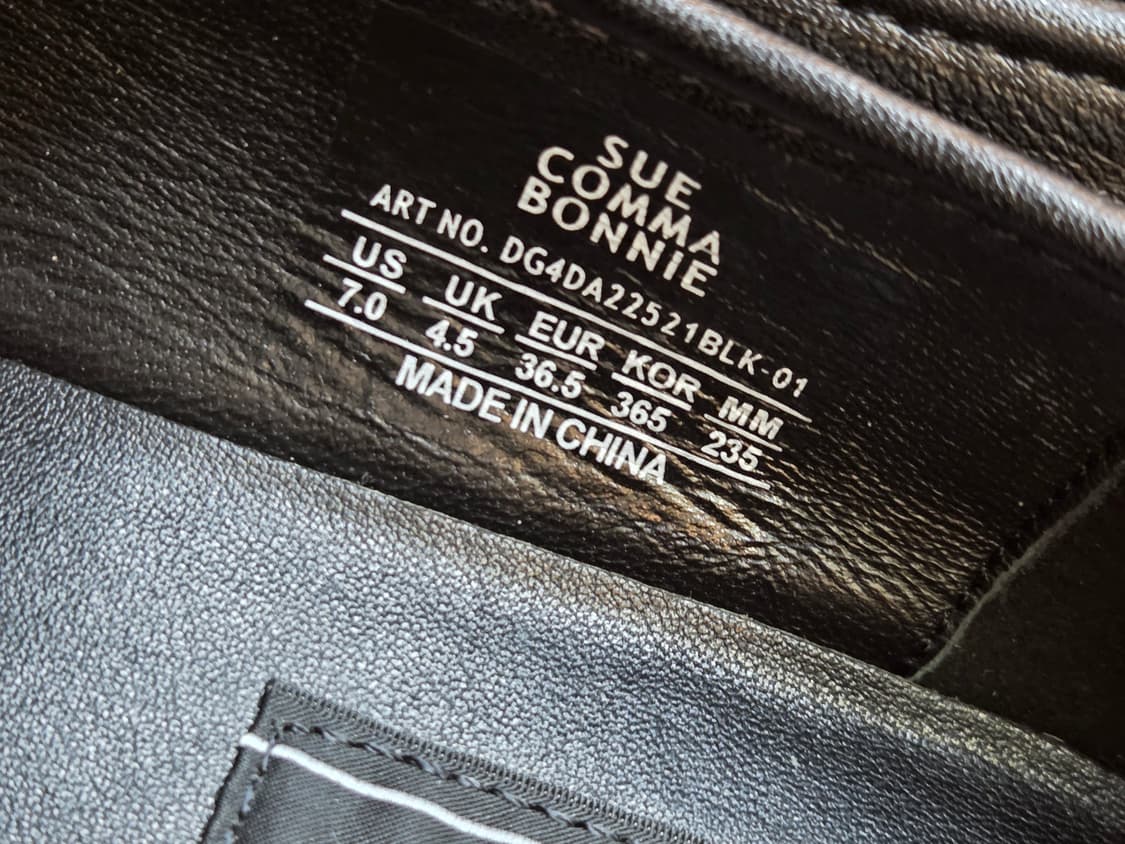 SUE
COMMA
BONNIE
ART NO. DG4DA22521BLK-01
US UK EUR KOR MM
7.0 4.5 36.5 365 235
MADE IN CHINA